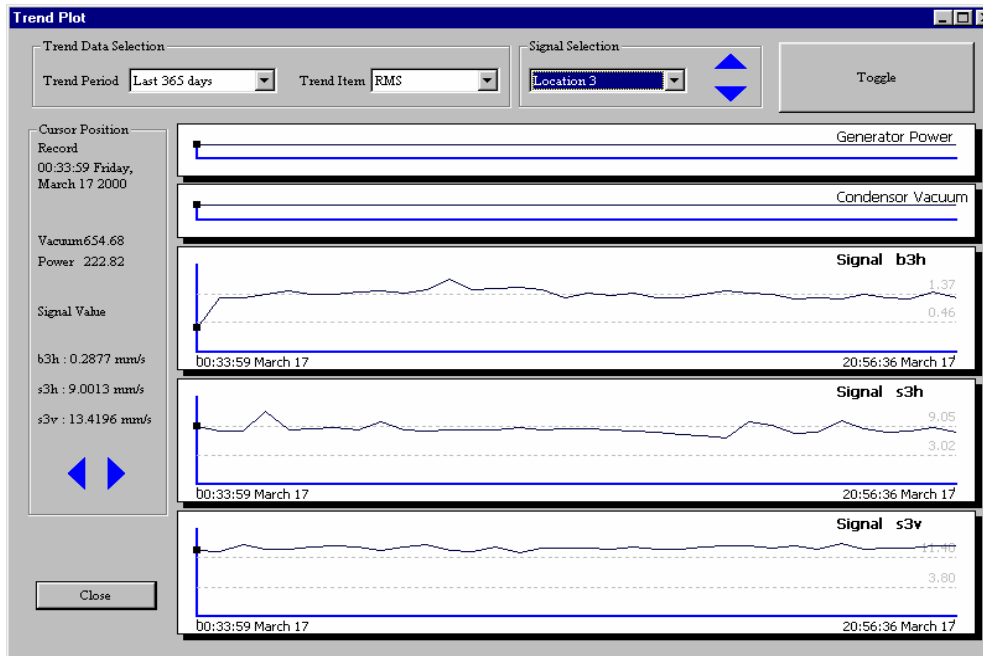 Trend Plot
Trend Data Selection
Trend Period Last 365 days Trend Item RMS
Signal Selection
Location 3
Toggle
Cursor Position
Record
00:33:59 Friday,
March 17 2000
Vacuum654.68
Power 222.82
Signal Value
b3h : 0.2877 mm/s
s3h : 9.0013 mm/s
s3v : 13.4196 mm/s
Close
Generator Power
Condensor Vacuum
Signal b3h
1.37
0.46
00:33:59 March 17 20:56:36 March 17
Signal s3h
9.05
3.02
00:33:59 March 17 20:56:36 March 17
Signal s3v
11.40
3.80
00:33:59 March 17 20:56:36 March 17